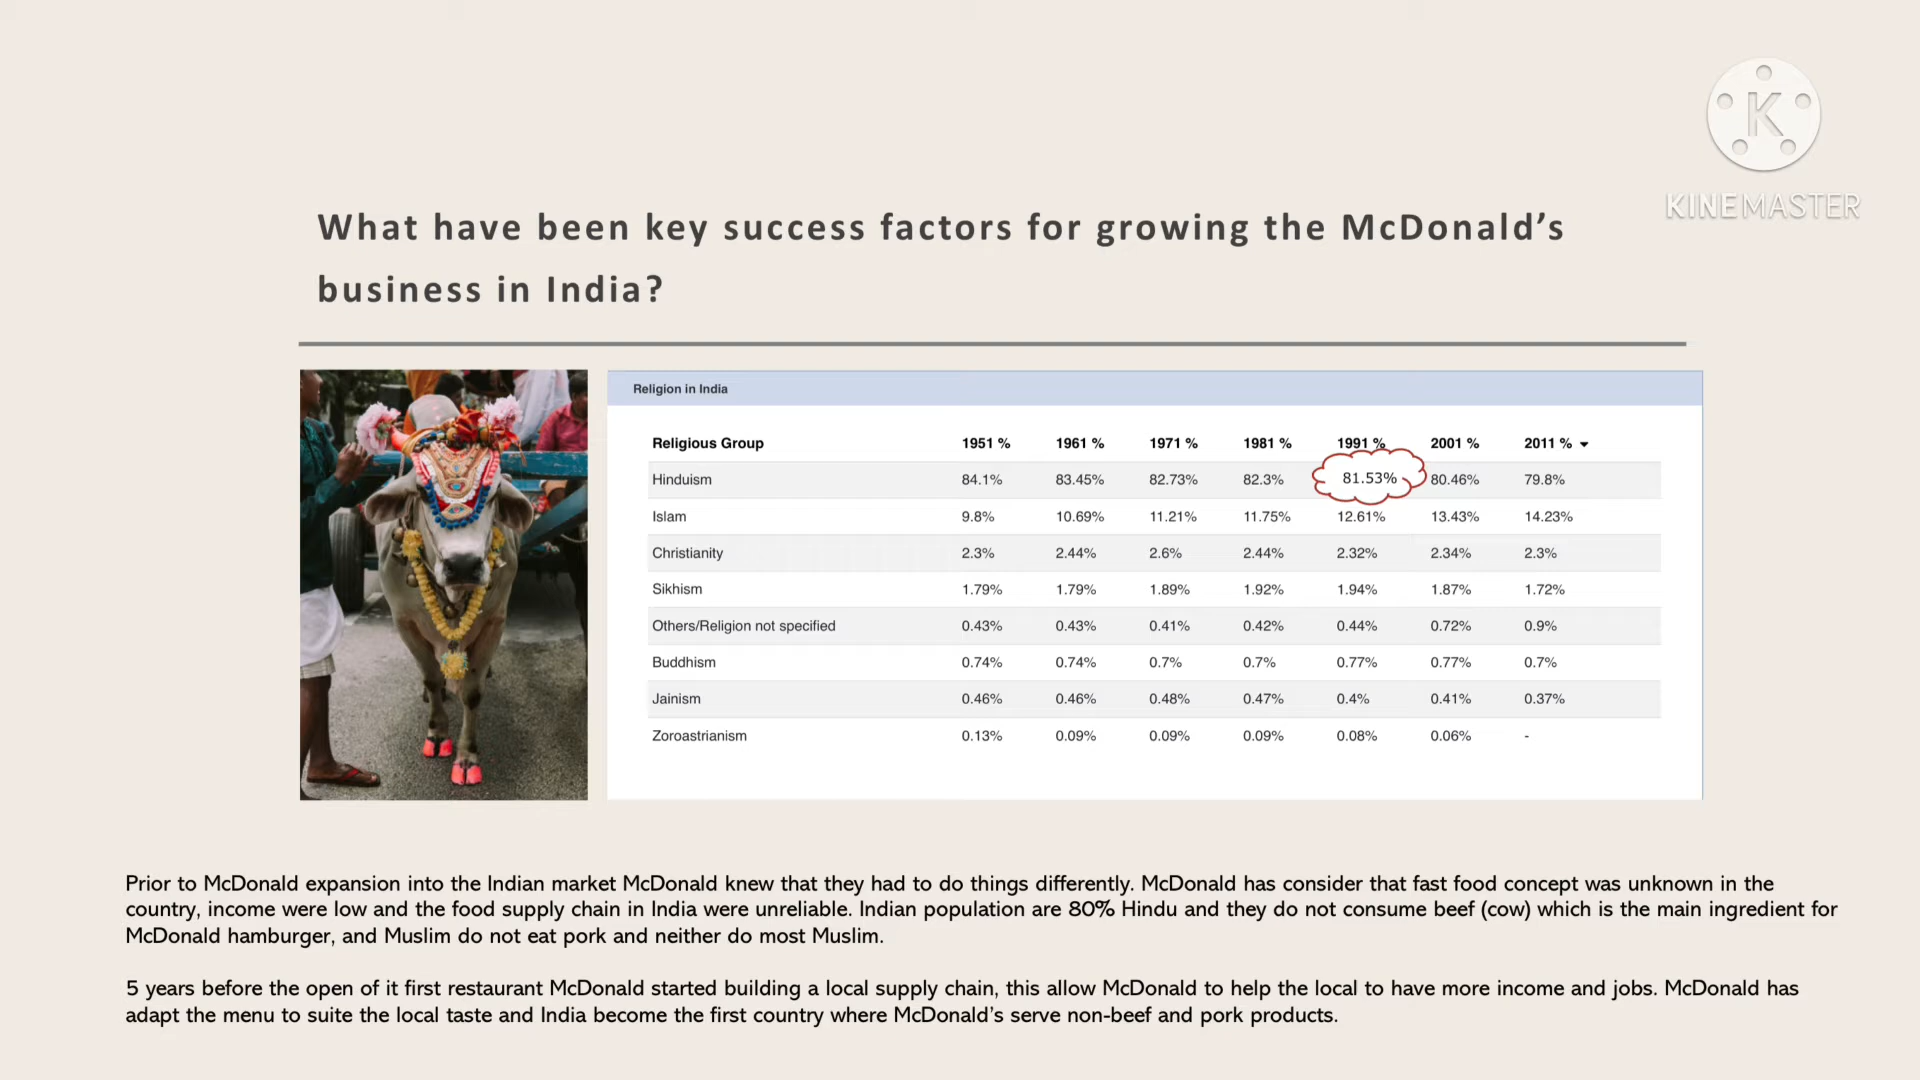 K
KINEMASTER
What have been key success factors for growing the McDonald’s
business in India?
Religion in India
Religious Group 1951 % 1961 % 1971 % 1981 % 1991 % 2001 % 2011 %
Hinduism 84.1% 83.45% 82.73% 82.3% 81.53% 80.46% 79.8%
Islam 9.8% 10.69% 11.21% 11.75% 12.61% 13.43% 14.23%
Christianity 2.3% 2.44% 2.6% 2.44% 2.32% 2.34% 2.3%
Sikhism 1.79% 1.79% 1.89% 1.92% 1.94% 1.87% 1.72%
Others/Religion not specified 0.43% 0.43% 0.41% 0.42% 0.44% 0.72% 0.9%
Buddhism 0.74% 0.74% 0.7% 0.7% 0.77% 0.77% 0.7%
Jainism 0.46% 0.46% 0.48% 0.47% 0.4% 0.41% 0.37%
Zoroastrianism 0.13% 0.09% 0.09% 0.09% 0.08% 0.06% -
Prior to McDonald expansion into the Indian market McDonald knew that they had to do things differently. McDonald has consider that fast food concept was unknown in the
country, income were low and the food supply chain in India were unreliable. Indian population are 80% Hindu and they do not consume beef (cow) which is the main ingredient for
McDonald hamburger, and Muslim do not eat pork and neither do most Muslim.
5 years before the open of it first restaurant McDonald started building a local supply chain, this allow McDonald to help the local to have more income and jobs. McDonald has
adapt the menu to suite the local taste and India become the first country where McDonald’s serve non-beef and pork products.